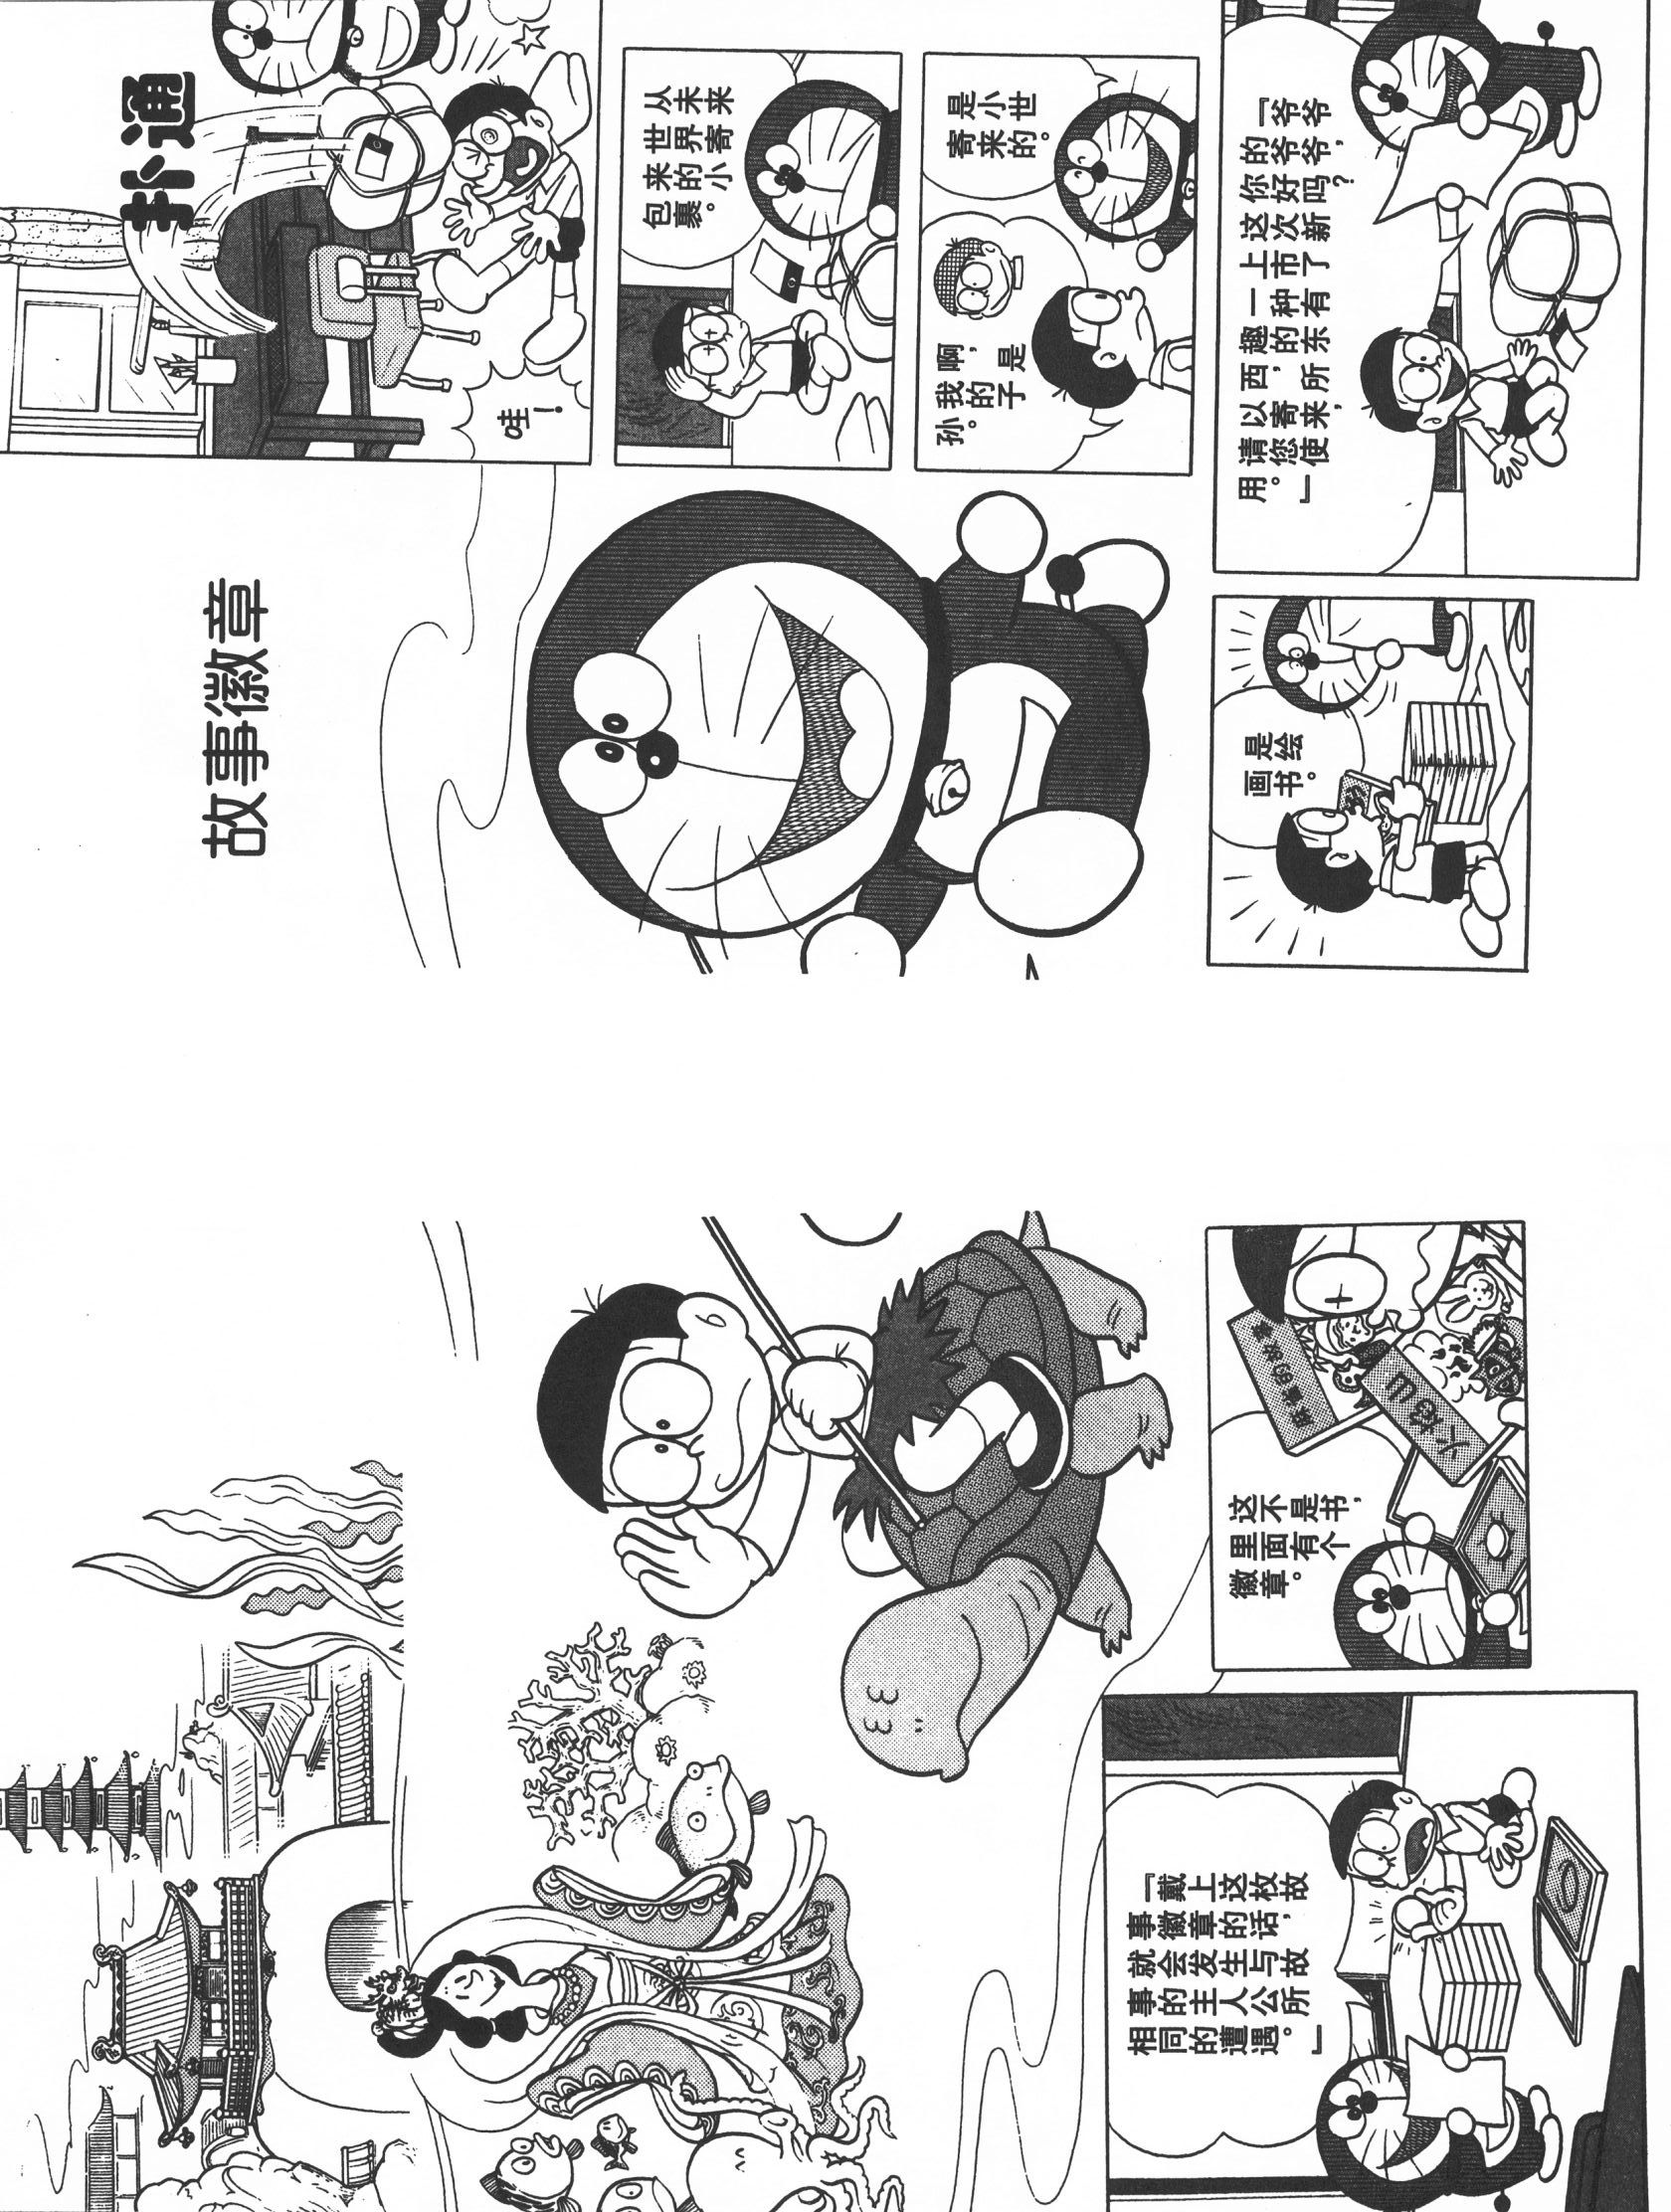 故事徽章
扑通
哇！
从未来
世界寄
来的小
包裹。
是小世
寄来的。
啊，是
我的子
孙。
『爷爷
的爷爷，
你好吗？
这次新
上市了
一种有
趣的东
西，所
以寄来，
请您使
用。』
是绘
画书。
这不是书，
里面有个
徽章。
『戴上这枚故
事徽章的话，
就会发生与故
事的主人公所
相同的遭遇。』